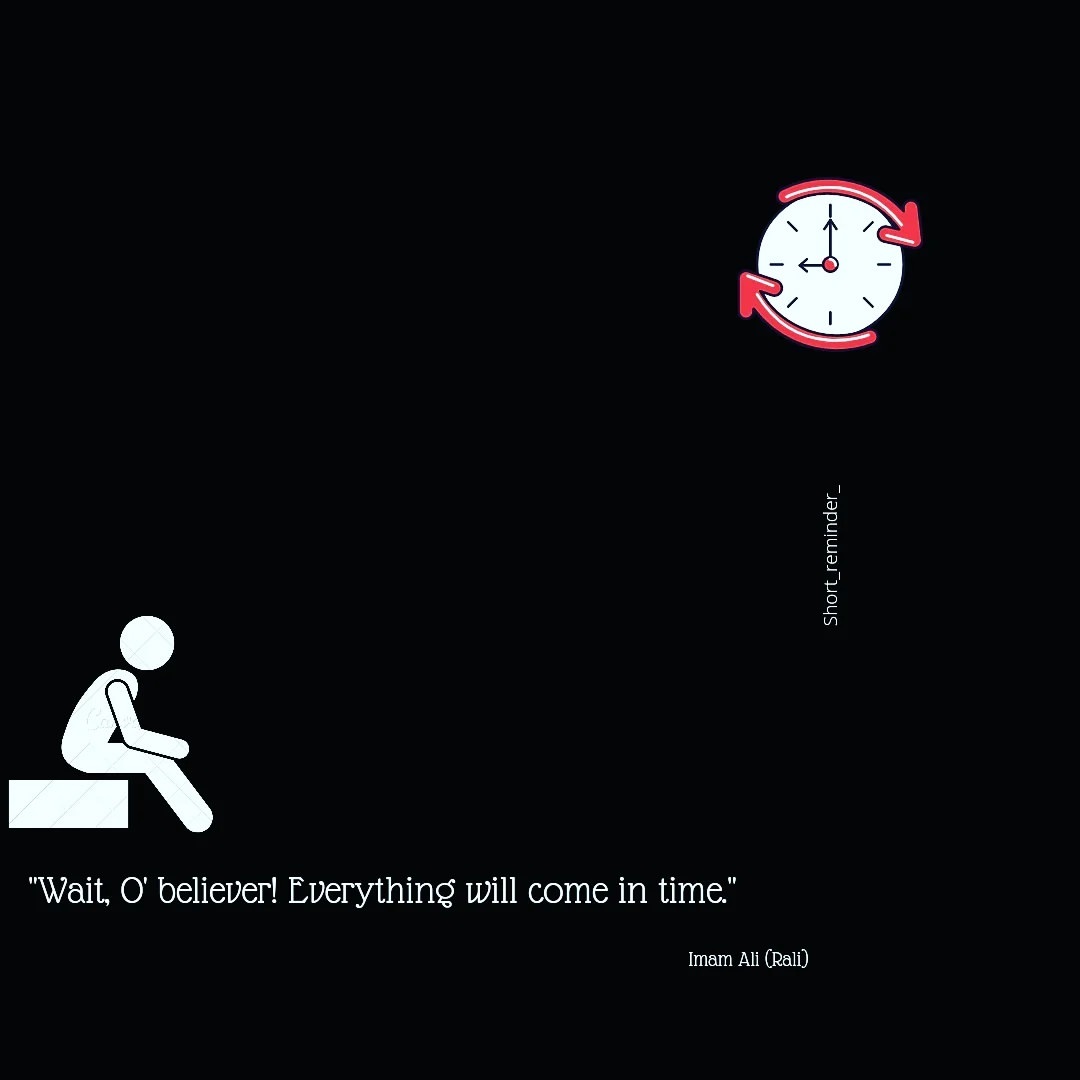 Short_reminder_
"Wait, O' believer! Everything will come in time."
Imam Ali (Rali)